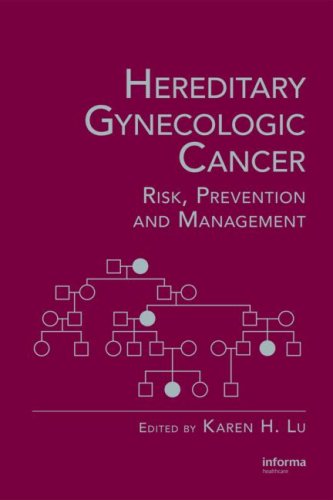 HEREDITARY
GYNECOLOGIC
CANCER
RISK, PREVENTION
AND MANAGEMENT
EDITED BY KAREN H. LU
informa
healthcare